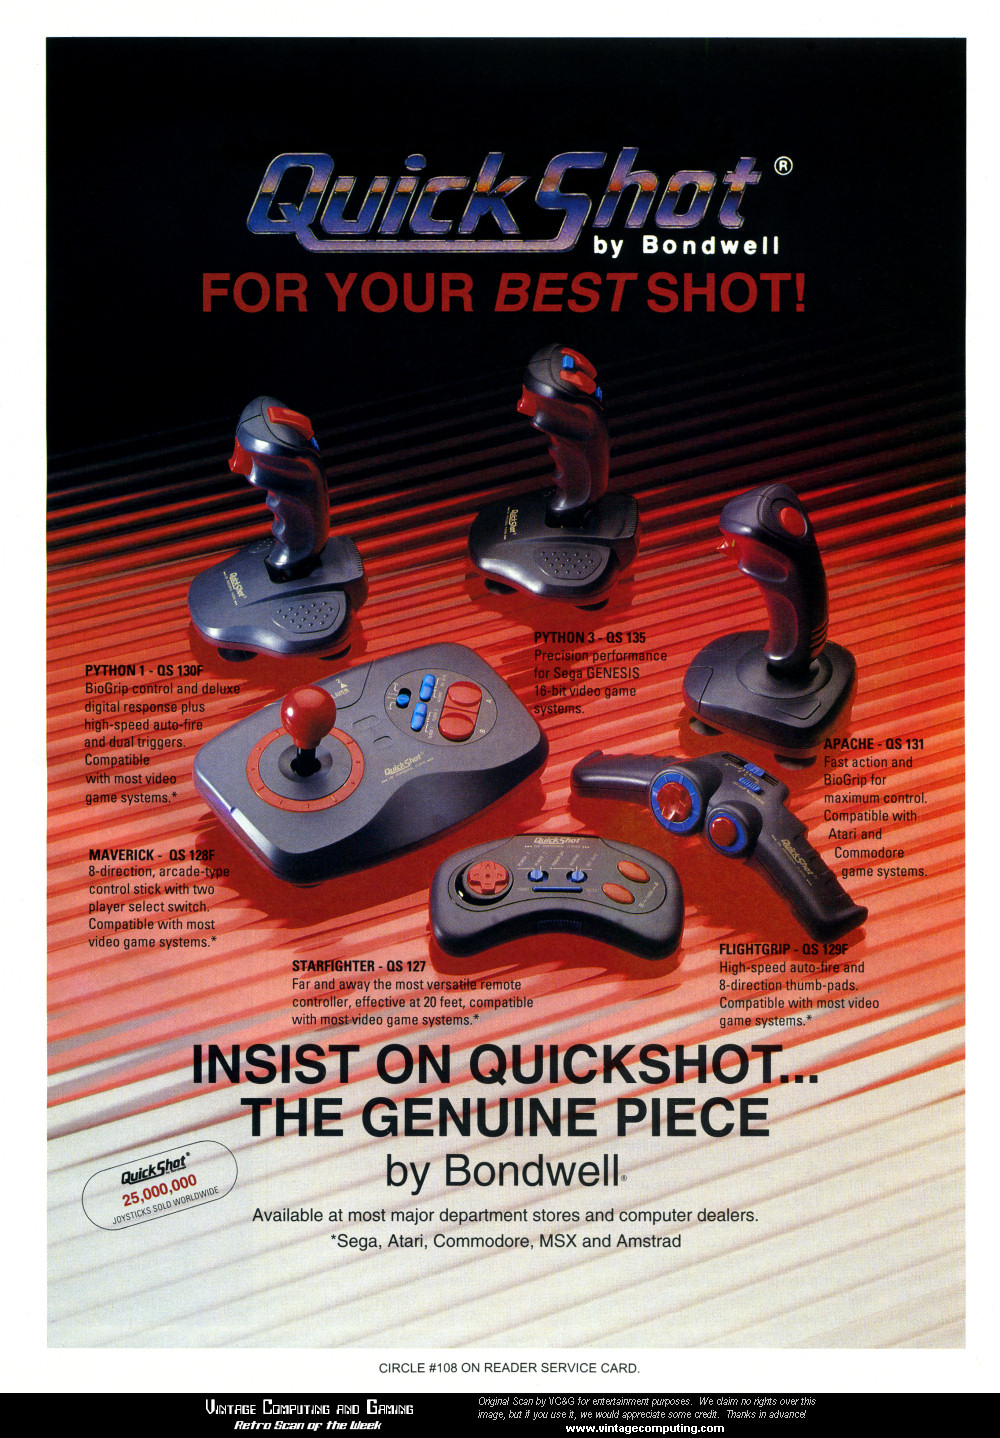 QuickShot®
by Bondwell
FOR YOUR BEST SHOT!
PYTHON 1 - QS 130F
BioGrip control and deluxe
digital response plus
high-speed auto-fire
and dual triggers.
Compatible
with most video
game systems.*
PYTHON 3 - QS 135
Precision performance
for Sega GENESIS
16-bit video game
systems.
APACHE - QS 131
Fast action and
BioGrip for
maximum control.
Compatible with
Atari and
Commodore
game systems.
MAVERICK - QS 128F
8-direction, arcade-type
control stick with two
player select switch.
Compatible with most
video game systems.*
STARFIGHTER - QS 127
Far and away the most versatile remote
controller, effective at 20 feet, compatible
with most video game systems.*
FLIGHTGRIP - QS 129F
High-speed auto-fire and
8-direction thumb-pads.
Compatible with most video
game systems.*
QuickShot
QuickShot
QuickShot
QuickShot
QuickShot
INSIST ON QUICKSHOT...
THE GENUINE PIECE
by Bondwell®
QuickShot®
25,000,000
JOYSTICKS SOLD WORLDWIDE
Available at most major department stores and computer dealers.
*Sega, Atari, Commodore, MSX and Amstrad
CIRCLE #108 ON READER SERVICE CARD.
Vintage Computing and Gaming
Retro Scan of the Week
Original Scan by VC&G for entertainment purposes. We claim no rights over this
image, but if you use it, we would appreciate some credit. Thanks in advance!
www.vintagecomputing.com